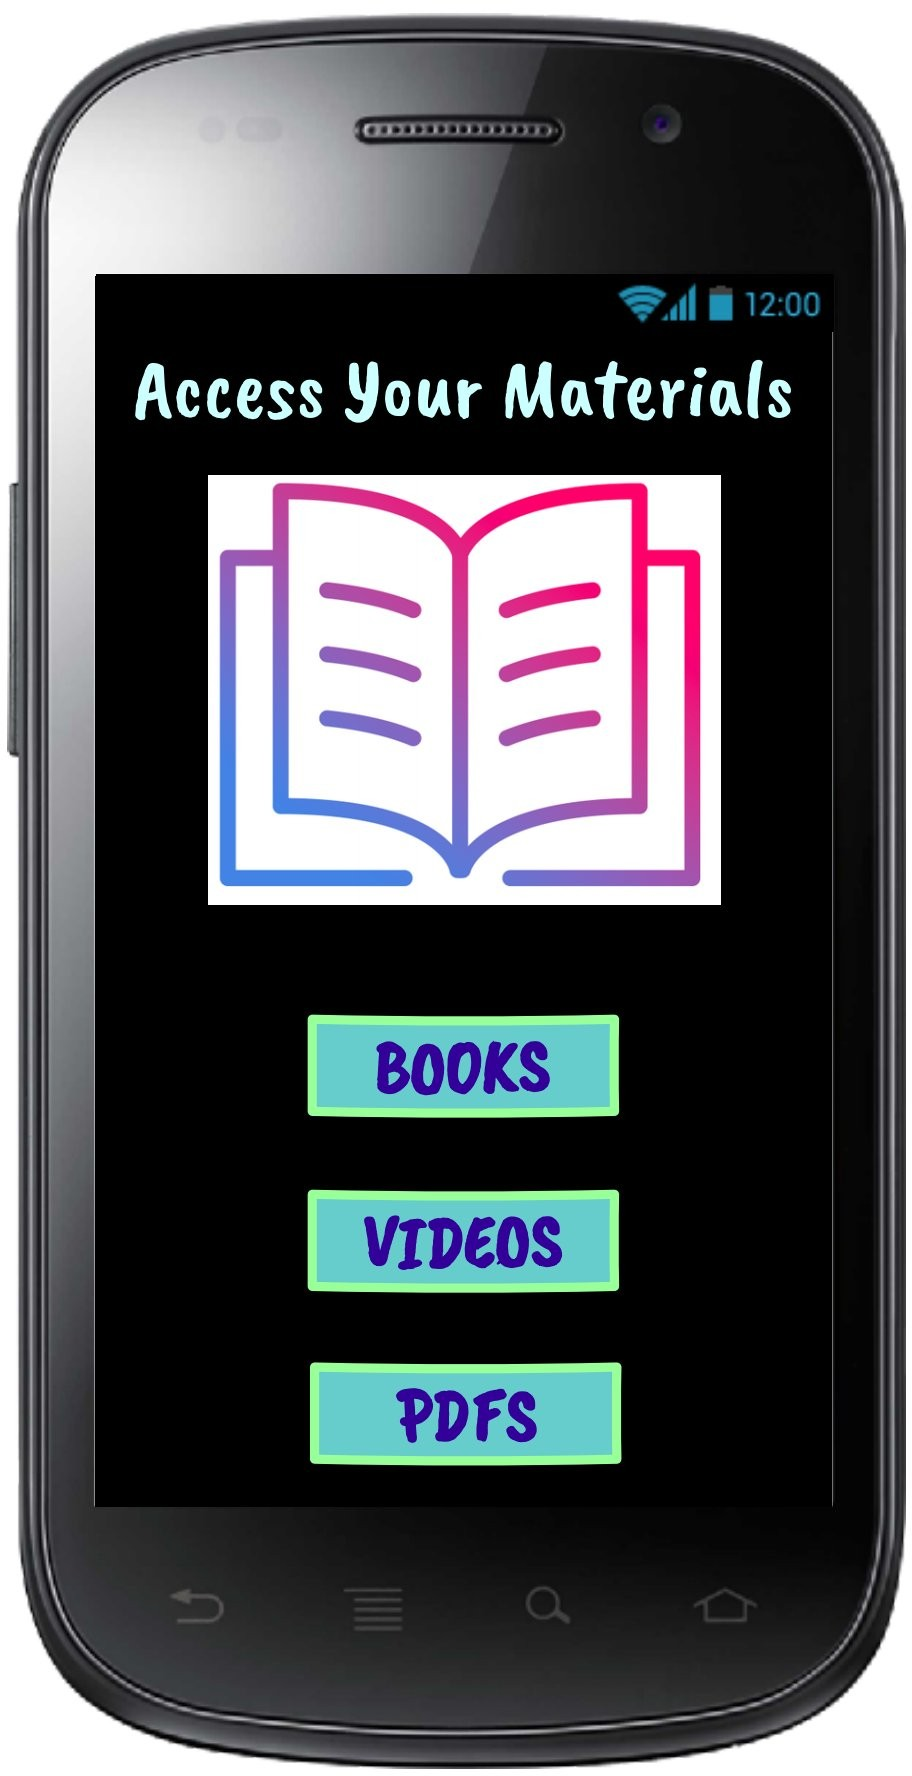 12:00
Access Your Materials
BOOKS
VIDEOS
PDFS